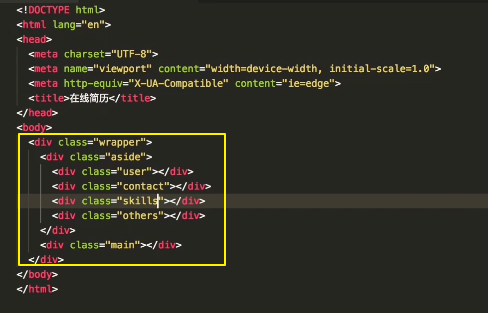 <!DOCTYPE html>
<html lang="en">
<head>
<meta charset="UTF-8">
<meta name="viewport" content="width=device-width, initial-scale=1.0">
<meta http-equiv="X-UA-Compatible" content="ie=edge">
<title>在线简历</title>
</head>
<body>
<div class="wrapper">
<div class="aside">
<div class="user"></div>
<div class="contact"></div>
<div class="skills"></div>
<div class="others"></div>
</div>
<div class="main"></div>
</div>
</body>
</html>